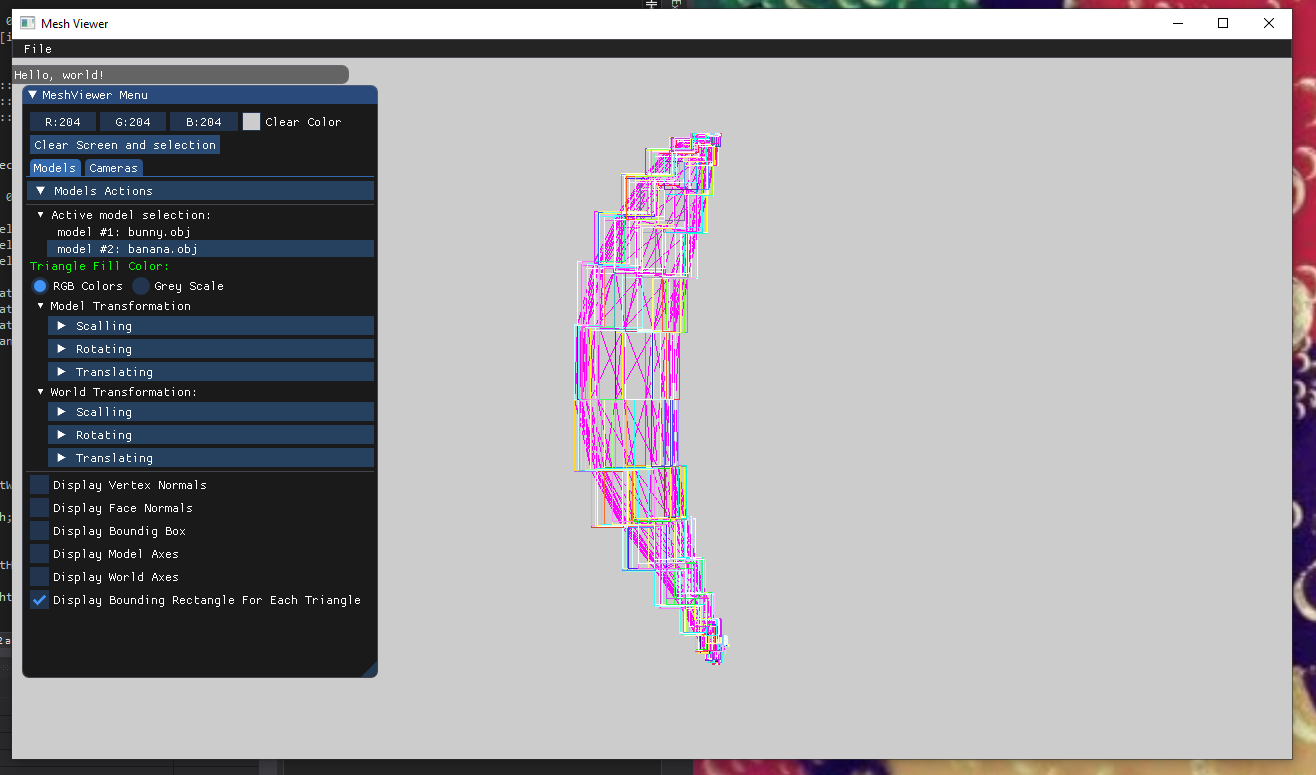 Mesh Viewer
File
Hello, world!
MeshViewer Menu
R:204 G:204 B:204 Clear Color
Clear Screen and selection
Models Cameras
Models Actions
Active model selection:
model #1: bunny.obj
model #2: banana.obj
Triangle Fill Color:
RGB Colors Grey Scale
Model Transformation
Scalling
Rotating
Translating
World Transformation:
Scalling
Rotating
Translating
Display Vertex Normals
Display Face Normals
Display Boundig Box
Display Model Axes
Display World Axes
Display Bounding Rectangle For Each Triangle